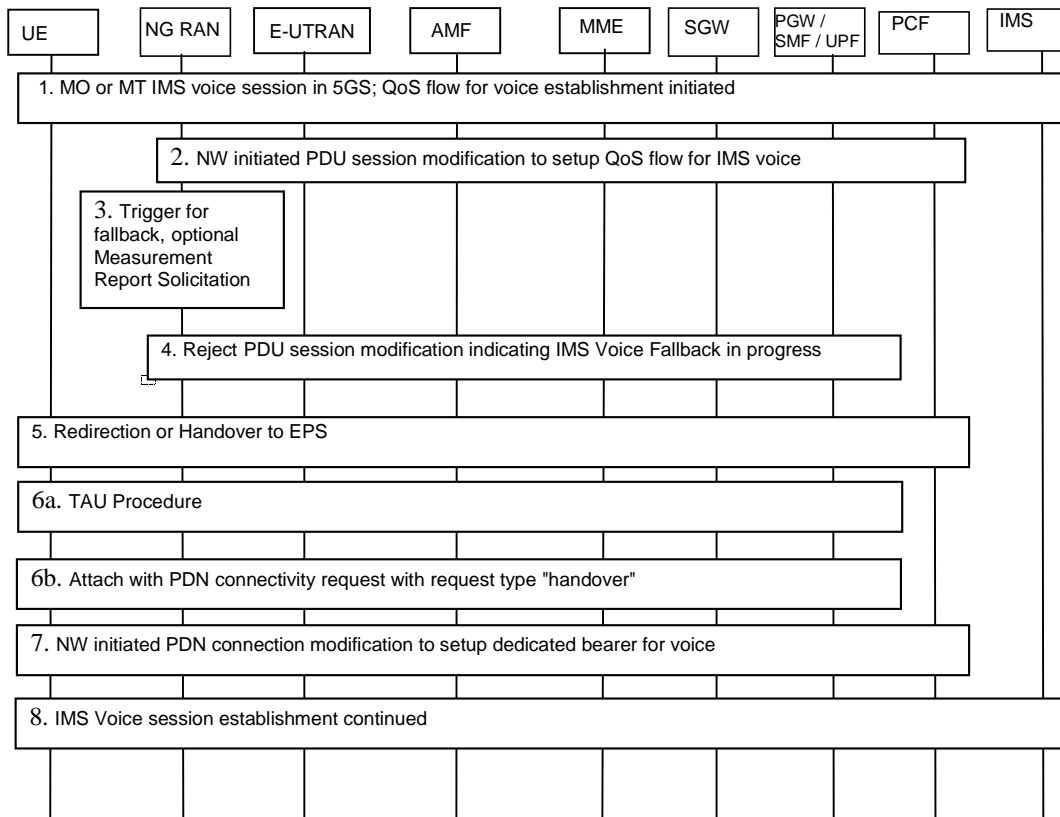 UE
NG RAN
E-UTRAN
AMF
MME
SGW
PGW /
SMF / UPF
PCF
IMS
1. MO or MT IMS voice session in 5GS; QoS flow for voice establishment initiated
2. NW initiated PDU session modification to setup QoS flow for IMS voice
3. Trigger for
fallback, optional
Measurement
Report Solicitation
4. Reject PDU session modification indicating IMS Voice Fallback in progress
5. Redirection or Handover to EPS
6a. TAU Procedure
6b. Attach with PDN connectivity request with request type "handover"
7. NW initiated PDN connection modification to setup dedicated bearer for voice
8. IMS Voice session establishment continued